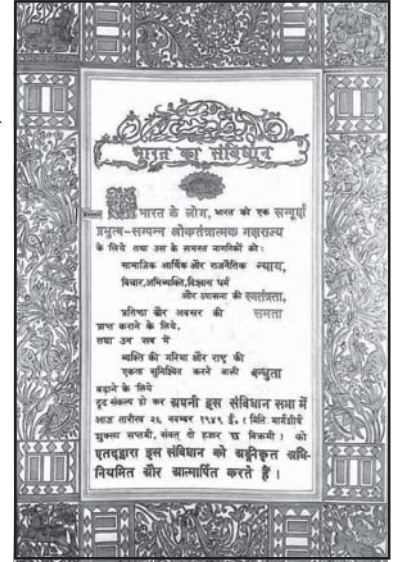 भारत का संविधान
हम, भारत के लोग, भारत को एक सम्पूर्ण
प्रभुत्व-सम्पन्न लोकतंत्रात्मक गणराज्य
के लिये तथा उस के समस्त नागरिकों को:
सामाजिक आर्थिक और राजनैतिक न्याय,
विचार,अभिव्यक्ति,विश्वास धर्म
और उपासना की स्वतंत्रता,
प्रतिष्ठा और अवसर की समता
प्राप्त कराने के लिये,
तथा उन सब में
व्यक्ति की गरिमा और राष्ट्र की
एकता सुनिश्चित करने वाली बन्धुता
बढ़ाने के लिये
दृढ़ संकल्प हो कर अपनी इस संविधान सभा में
आज तारीख २६ नवम्बर १९४९ ई. (मिति मार्गशीर्ष
शुक्ला सप्तमी, संवत् दो हजार छ विक्रमी) को
एतद्द्वारा इस संविधान को अङ्गीकृत अधि-
नियमित और आत्मार्पित करते हैं।